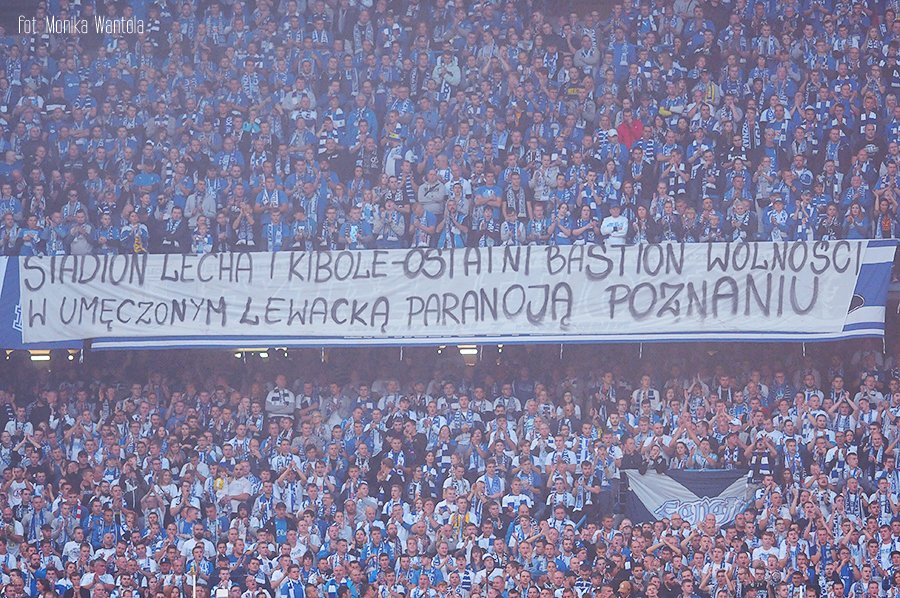 fot. Monika Wantoła
STADION LECHA I KIBOLE-OSTATNI BASTION WOLNOŚCI
W UMĘCZONYM LEWACKĄ PARANOJĄ POZNANIU